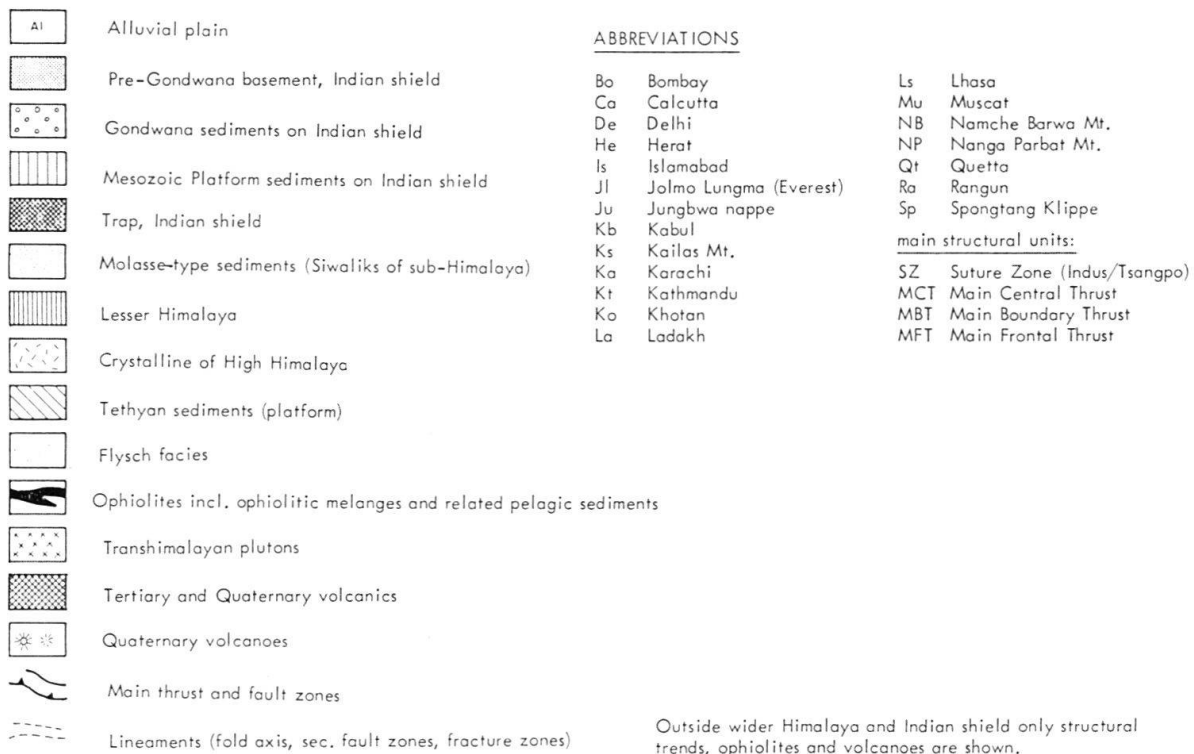 Al Alluvial plain
Pre-Gondwana basement, Indian shield
Gondwana sediments on Indian shield
Mesozoic Platform sediments on Indian shield
Trap, Indian shield
Molasse-type sediments (Siwaliks of sub-Himalaya)
Lesser Himalaya
Crystalline of High Himalaya
Tethyan sediments (platform)
Flysch facies
Ophiolites incl. ophiolitic melanges and related pelagic sediments
Transhimalayan plutons
Tertiary and Quaternary volcanics
Quaternary volcanoes
Main thrust and fault zones
Lineaments (fold axis, sec. fault zones, fracture zones)
ABBREVIATIONS
Bo Bombay
Ca Calcutta
De Delhi
He Herat
Is Islamabad
Jl Jolmo Lungma (Everest)
Ju Jungbwa nappe
Kb Kabul
Ks Kailas Mt.
Ka Karachi
Kt Kathmandu
Ko Khotan
La Ladakh
Ls Lhasa
Mu Muscat
NB Namche Barwa Mt.
NP Nanga Parbat Mt.
Qt Quetta
Ra Rangun
Sp Spongtang Klippe
main structural units:
SZ Suture Zone (Indus/Tsangpo)
MCT Main Central Thrust
MBT Main Boundary Thrust
MFT Main Frontal Thrust
Outside wider Himalaya and Indian shield only structural
trends, ophiolites and volcanoes are shown.